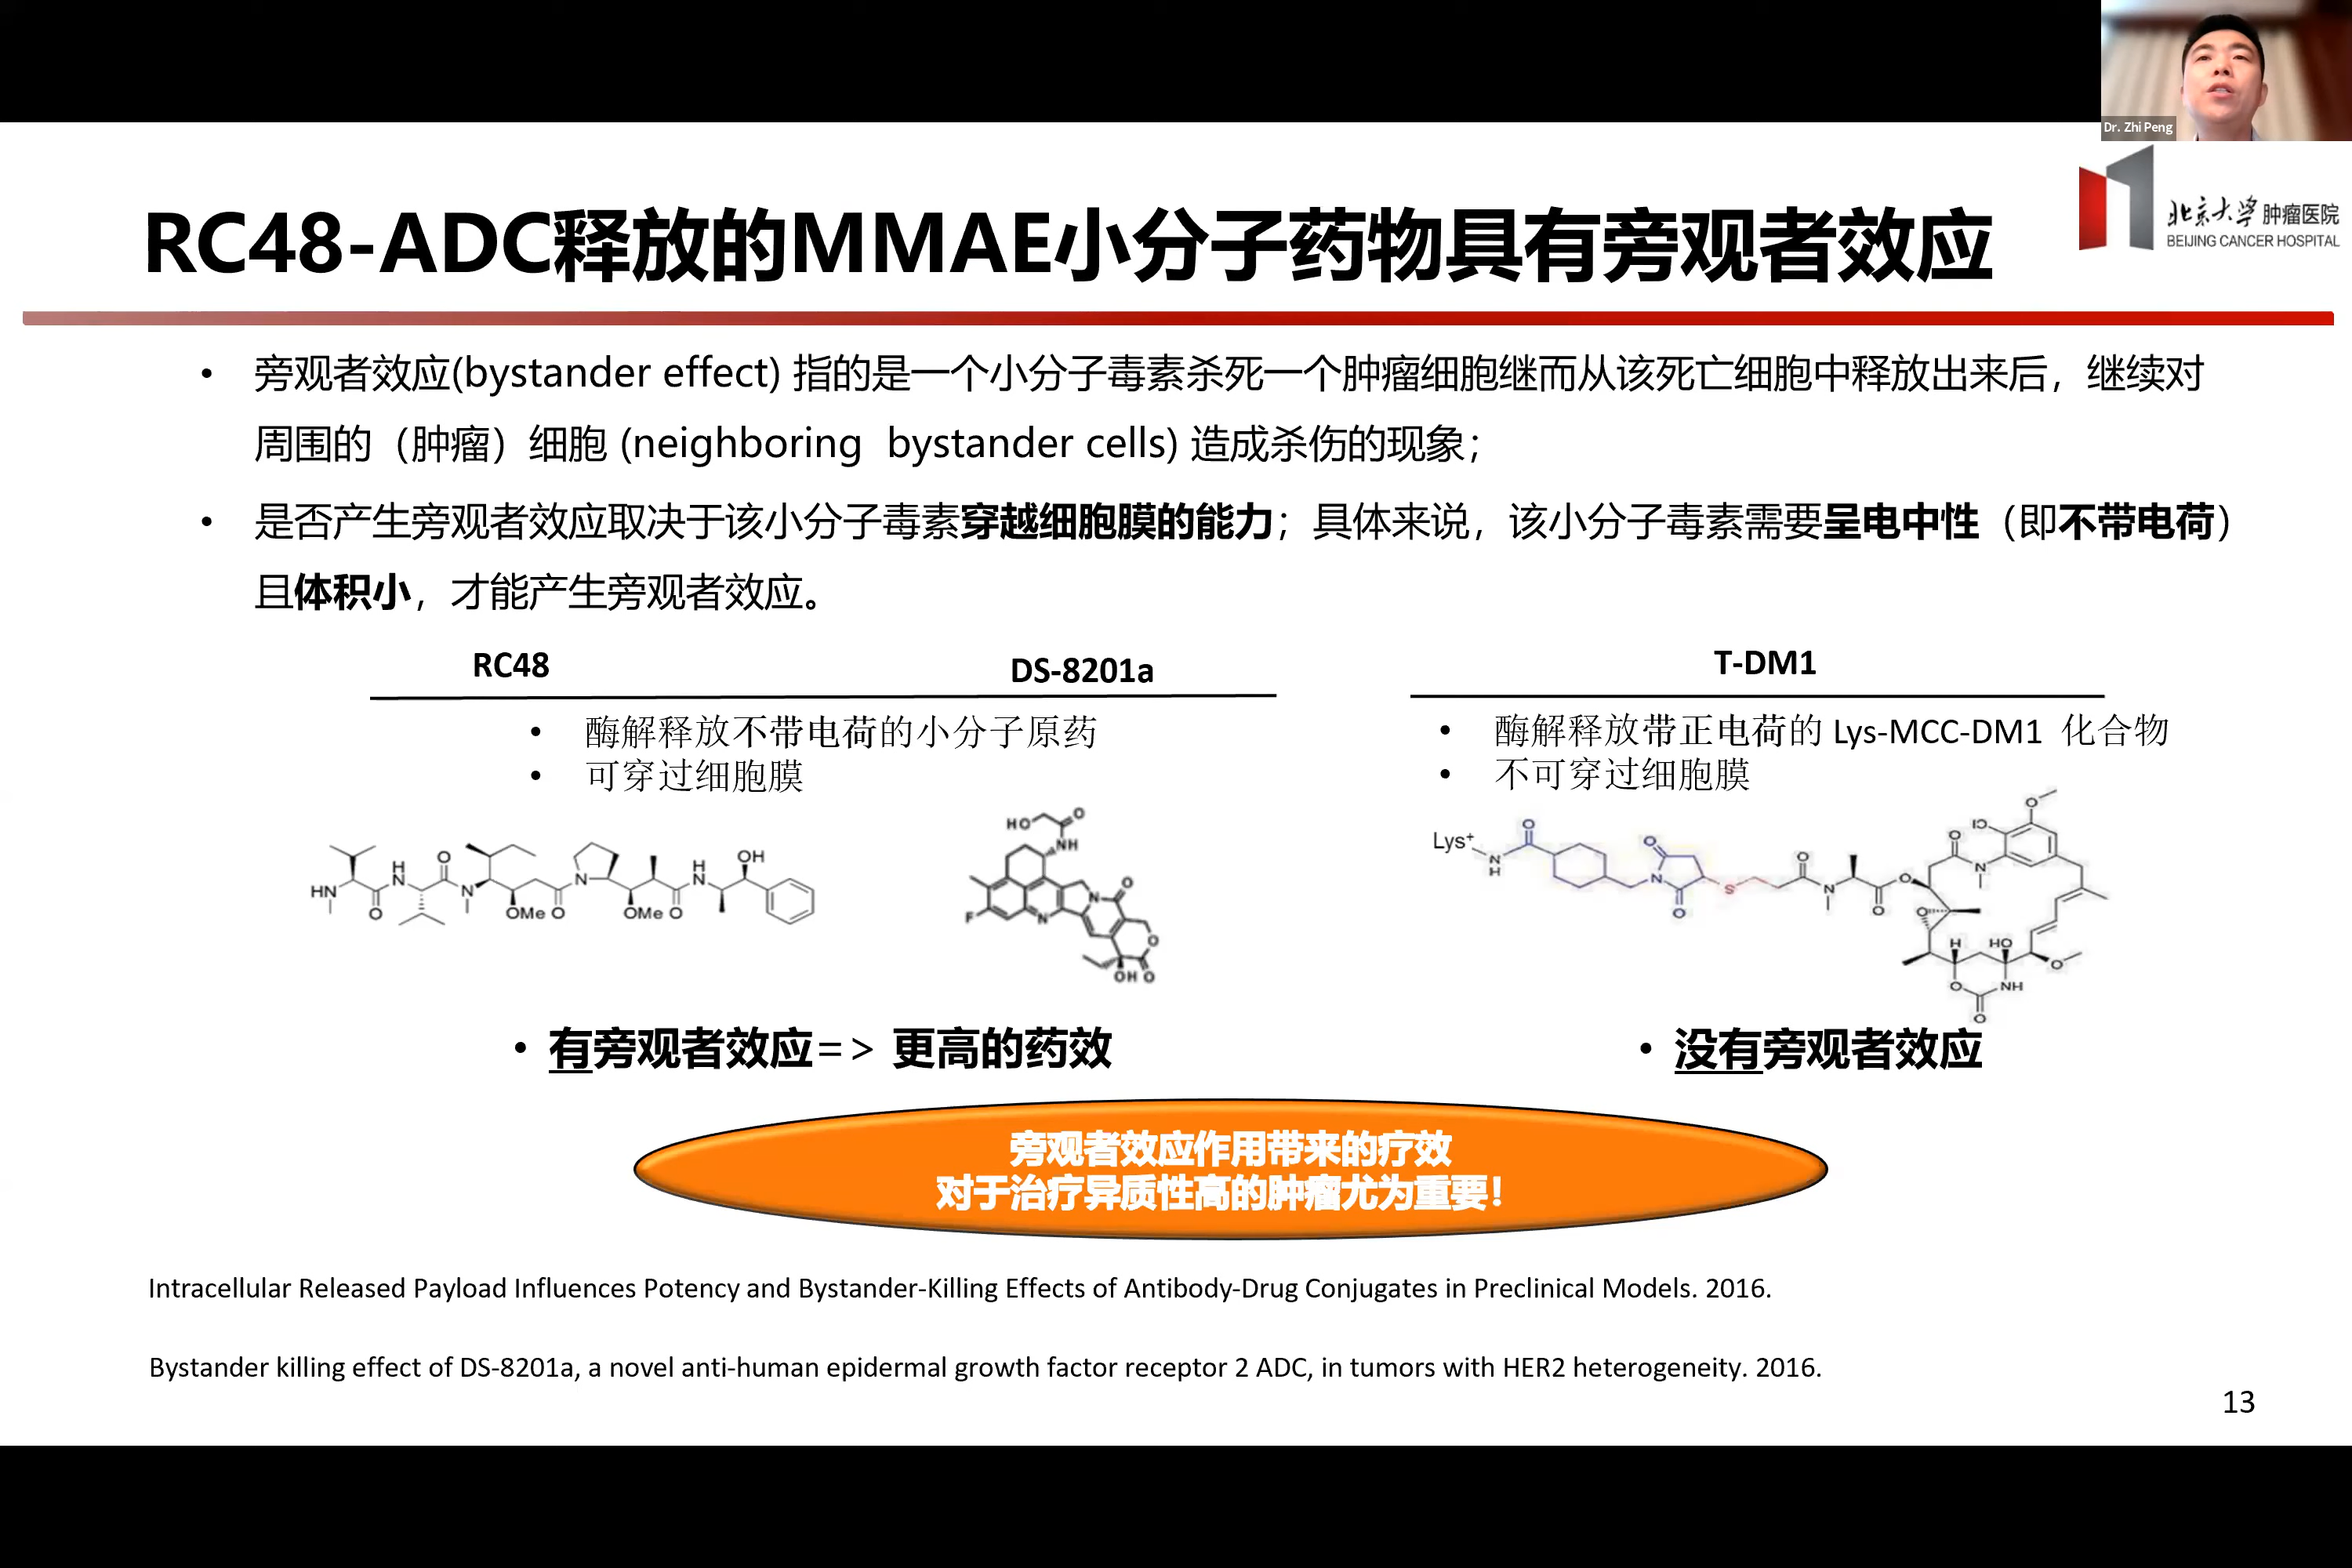 Dr. Zhi Peng
北京大学 肿瘤医院
BEIJING CANCER HOSPITAL
RC48-ADC释放的MMAE小分子药物具有旁观者效应
• 旁观者效应(bystander effect) 指的是一个小分子毒素杀死一个肿瘤细胞继而从该死亡细胞中释放出来后，继续对
周围的（肿瘤）细胞 (neighboring bystander cells) 造成杀伤的现象；
• 是否产生旁观者效应取决于该小分子毒素穿越细胞膜的能力；具体来说，该小分子毒素需要呈电中性（即不带电荷）
且体积小，才能产生旁观者效应。
RC48
DS-8201a
• 酶解释放不带电荷的小分子原药
• 可穿过细胞膜
HN O H N O N OMe O N OMe O H N OH
HO O NH F N N O O OH O
• 有旁观者效应=> 更高的药效
T-DM1
• 酶解释放带正电荷的 Lys-MCC-DM1 化合物
• 不可穿过细胞膜
Lys+ N H O O N O S O N O O O N Cl O O H HO O NH O O
• 没有旁观者效应
旁观者效应作用带来的疗效
对于治疗异质性高的肿瘤尤为重要！
Intracellular Released Payload Influences Potency and Bystander-Killing Effects of Antibody-Drug Conjugates in Preclinical Models. 2016.
Bystander killing effect of DS-8201a, a novel anti-human epidermal growth factor receptor 2 ADC, in tumors with HER2 heterogeneity. 2016.
13